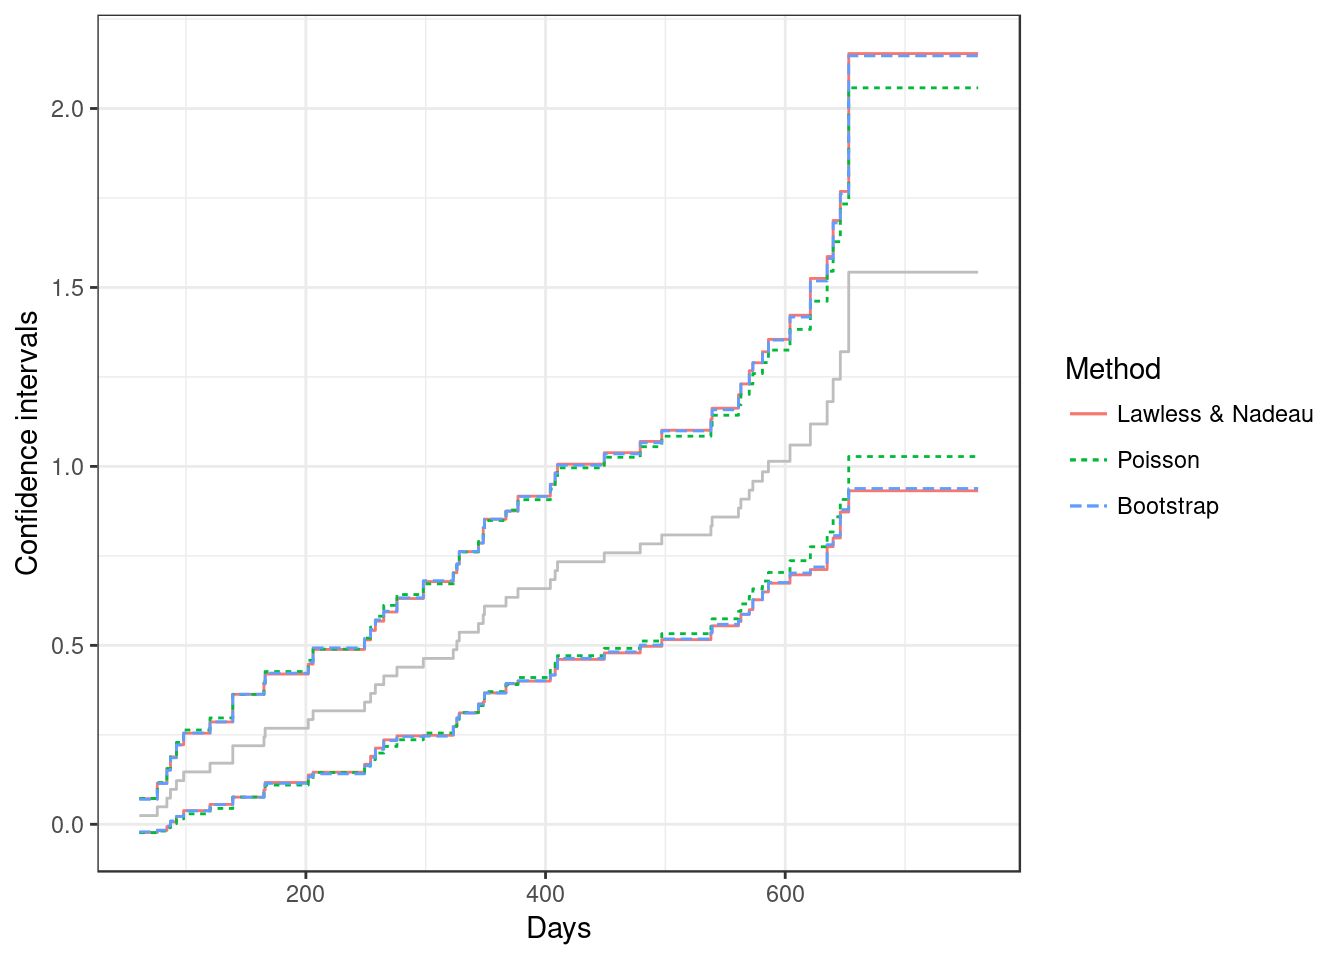 2.0
1.5
1.0
0.5
0.0
Confidence intervals
200 400 600
Days
Method
Lawless & Nadeau
Poisson
Bootstrap